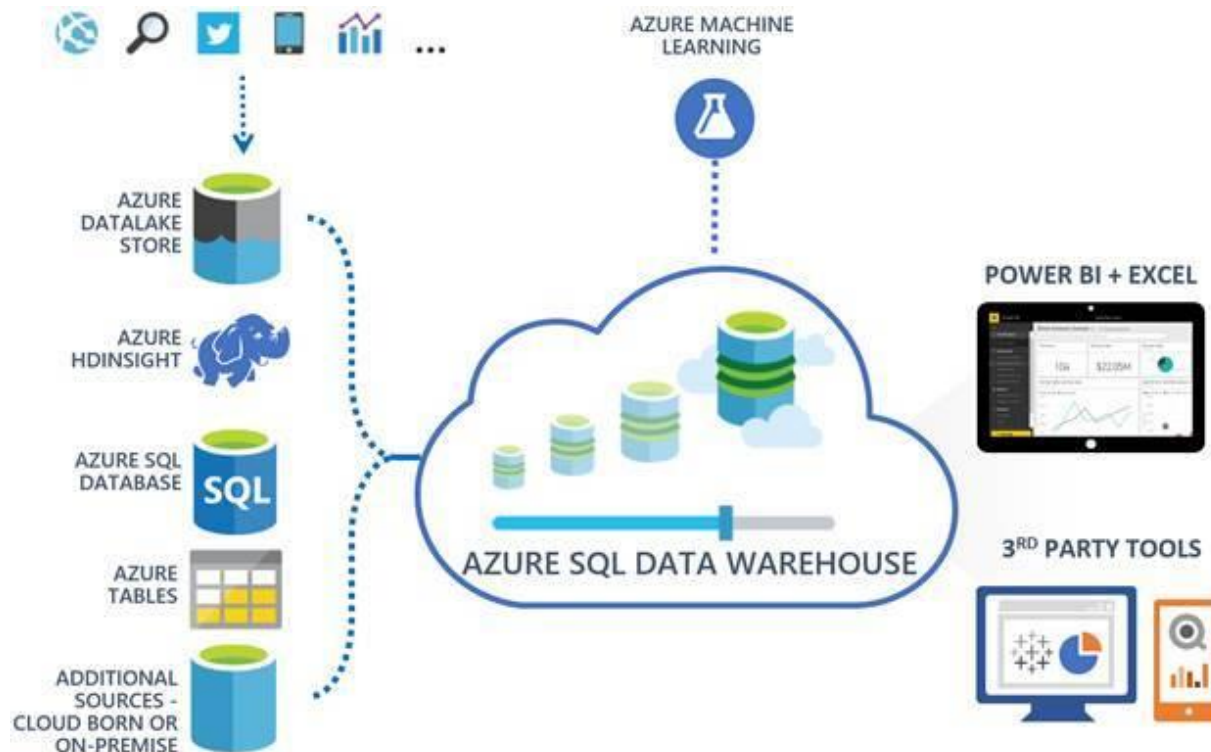 ...
AZURE MACHINE
LEARNING
AZURE
DATALAKE
STORE
AZURE
HDINSIGHT
AZURE SQL
DATABASE
SQL
AZURE
TABLES
ADDITIONAL
SOURCES -
CLOUD BORN OR
ON-PREMISE
AZURE SQL DATA WAREHOUSE
POWER BI + EXCEL
$22.05M
3RD PARTY TOOLS